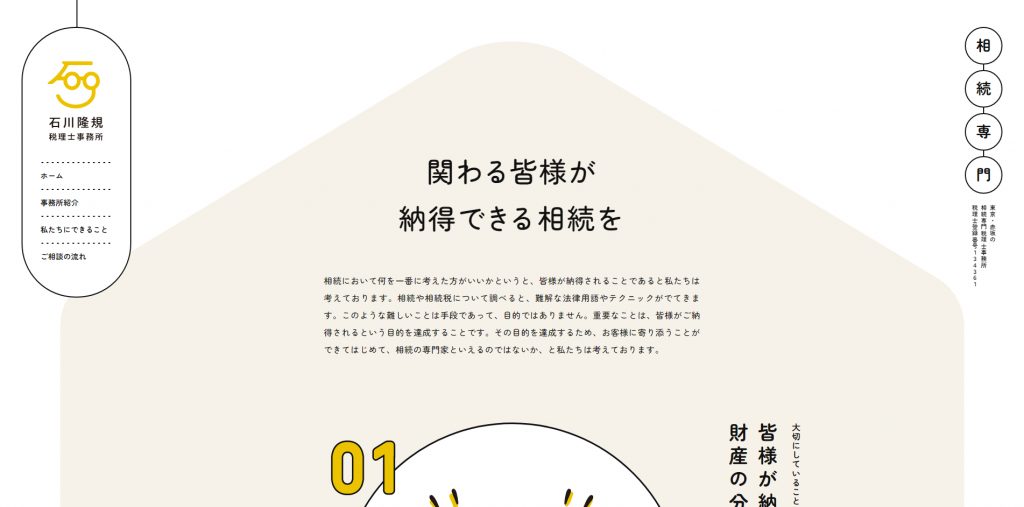 石川隆規
税理士事務所
ホーム
事務所紹介
私たちにできること
ご相談の流れ
関わる皆様が
納得できる相続を
相続において何を一番に考えた方がいいかというと、皆様が納得されることであると私たちは
考えております。相続や相続税について調べると、難解な法律用語やテクニックがでてきま
す。このような難しいことは手段であって、目的ではありません。重要なことは、皆様がご納
得されるという目的を達成することです。その目的を達成するため、お客様に寄り添うことが
できてはじめて、相続の専門家といえるのではないか、と私たちは考えております。
相続専門
東京・赤坂の
相続専門税理士事務所
税理士登録番号134361
01
大切にしていること
皆様が納
財産の分